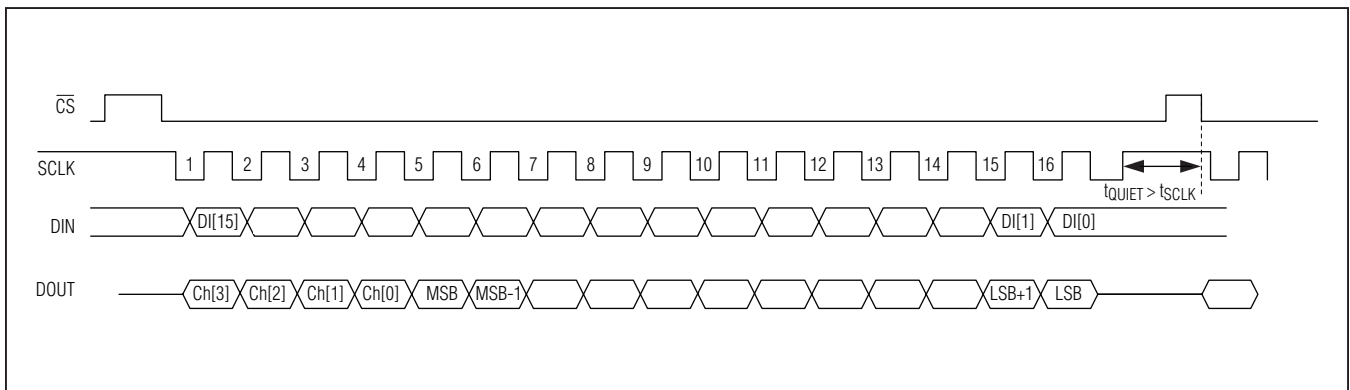 CS
SCLK 1 2 3 4 5 6 7 8 9 10 11 12 13 14 15 16
tQUIET > tSCLK
DIN DI[15] DI[1] DI[0]
DOUT Ch[3] Ch[2] Ch[1] Ch[0] MSB MSB-1 LSB+1 LSB